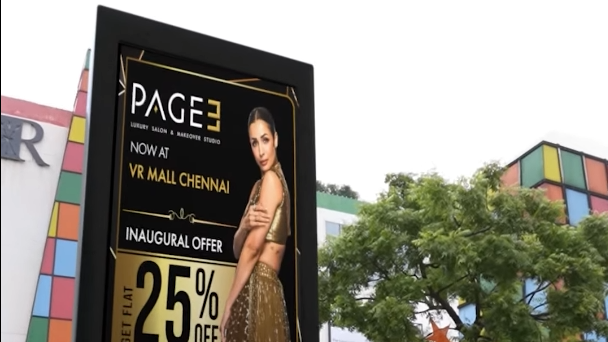 R
PAGE3
LUXURY SALON & MAKEOVER STUDIO
NOW AT
VR MALL CHENNAI
INAUGURAL OFFER
GET FLAT
25%
OFF